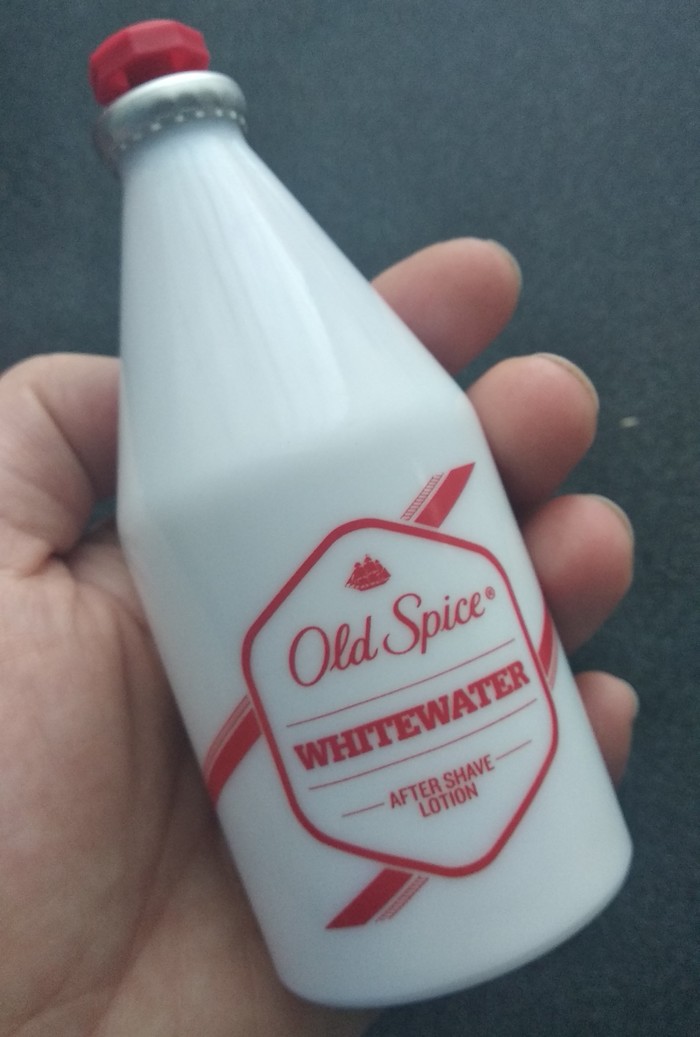 Old Spice®
WHITEWATER
AFTER SHAVE
LOTION